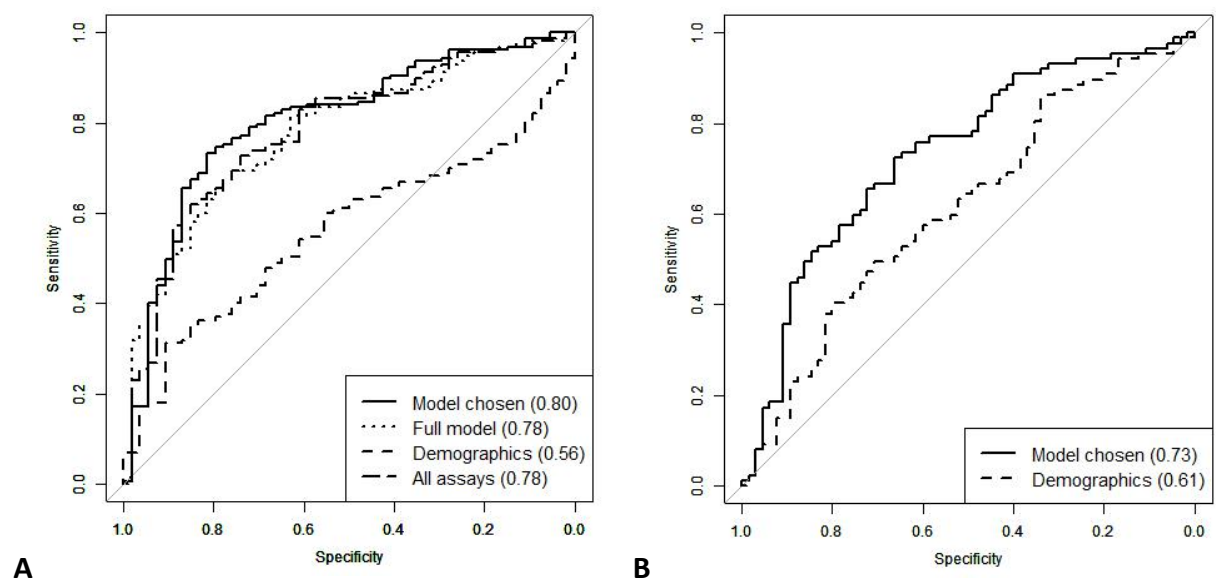 1.0
0.8
0.6
0.4
0.2
0.0
Sensitivity
Model chosen (0.80)
Full model (0.78)
Demographics (0.56)
All assays (0.78)
1.0 0.8 0.6 0.4 0.2 0.0
Specificity
A
1.0
0.8
0.6
0.4
0.2
0.0
Sensitivity
Model chosen (0.73)
Demographics (0.61)
1.0 0.8 0.6 0.4 0.2 0.0
Specificity
B